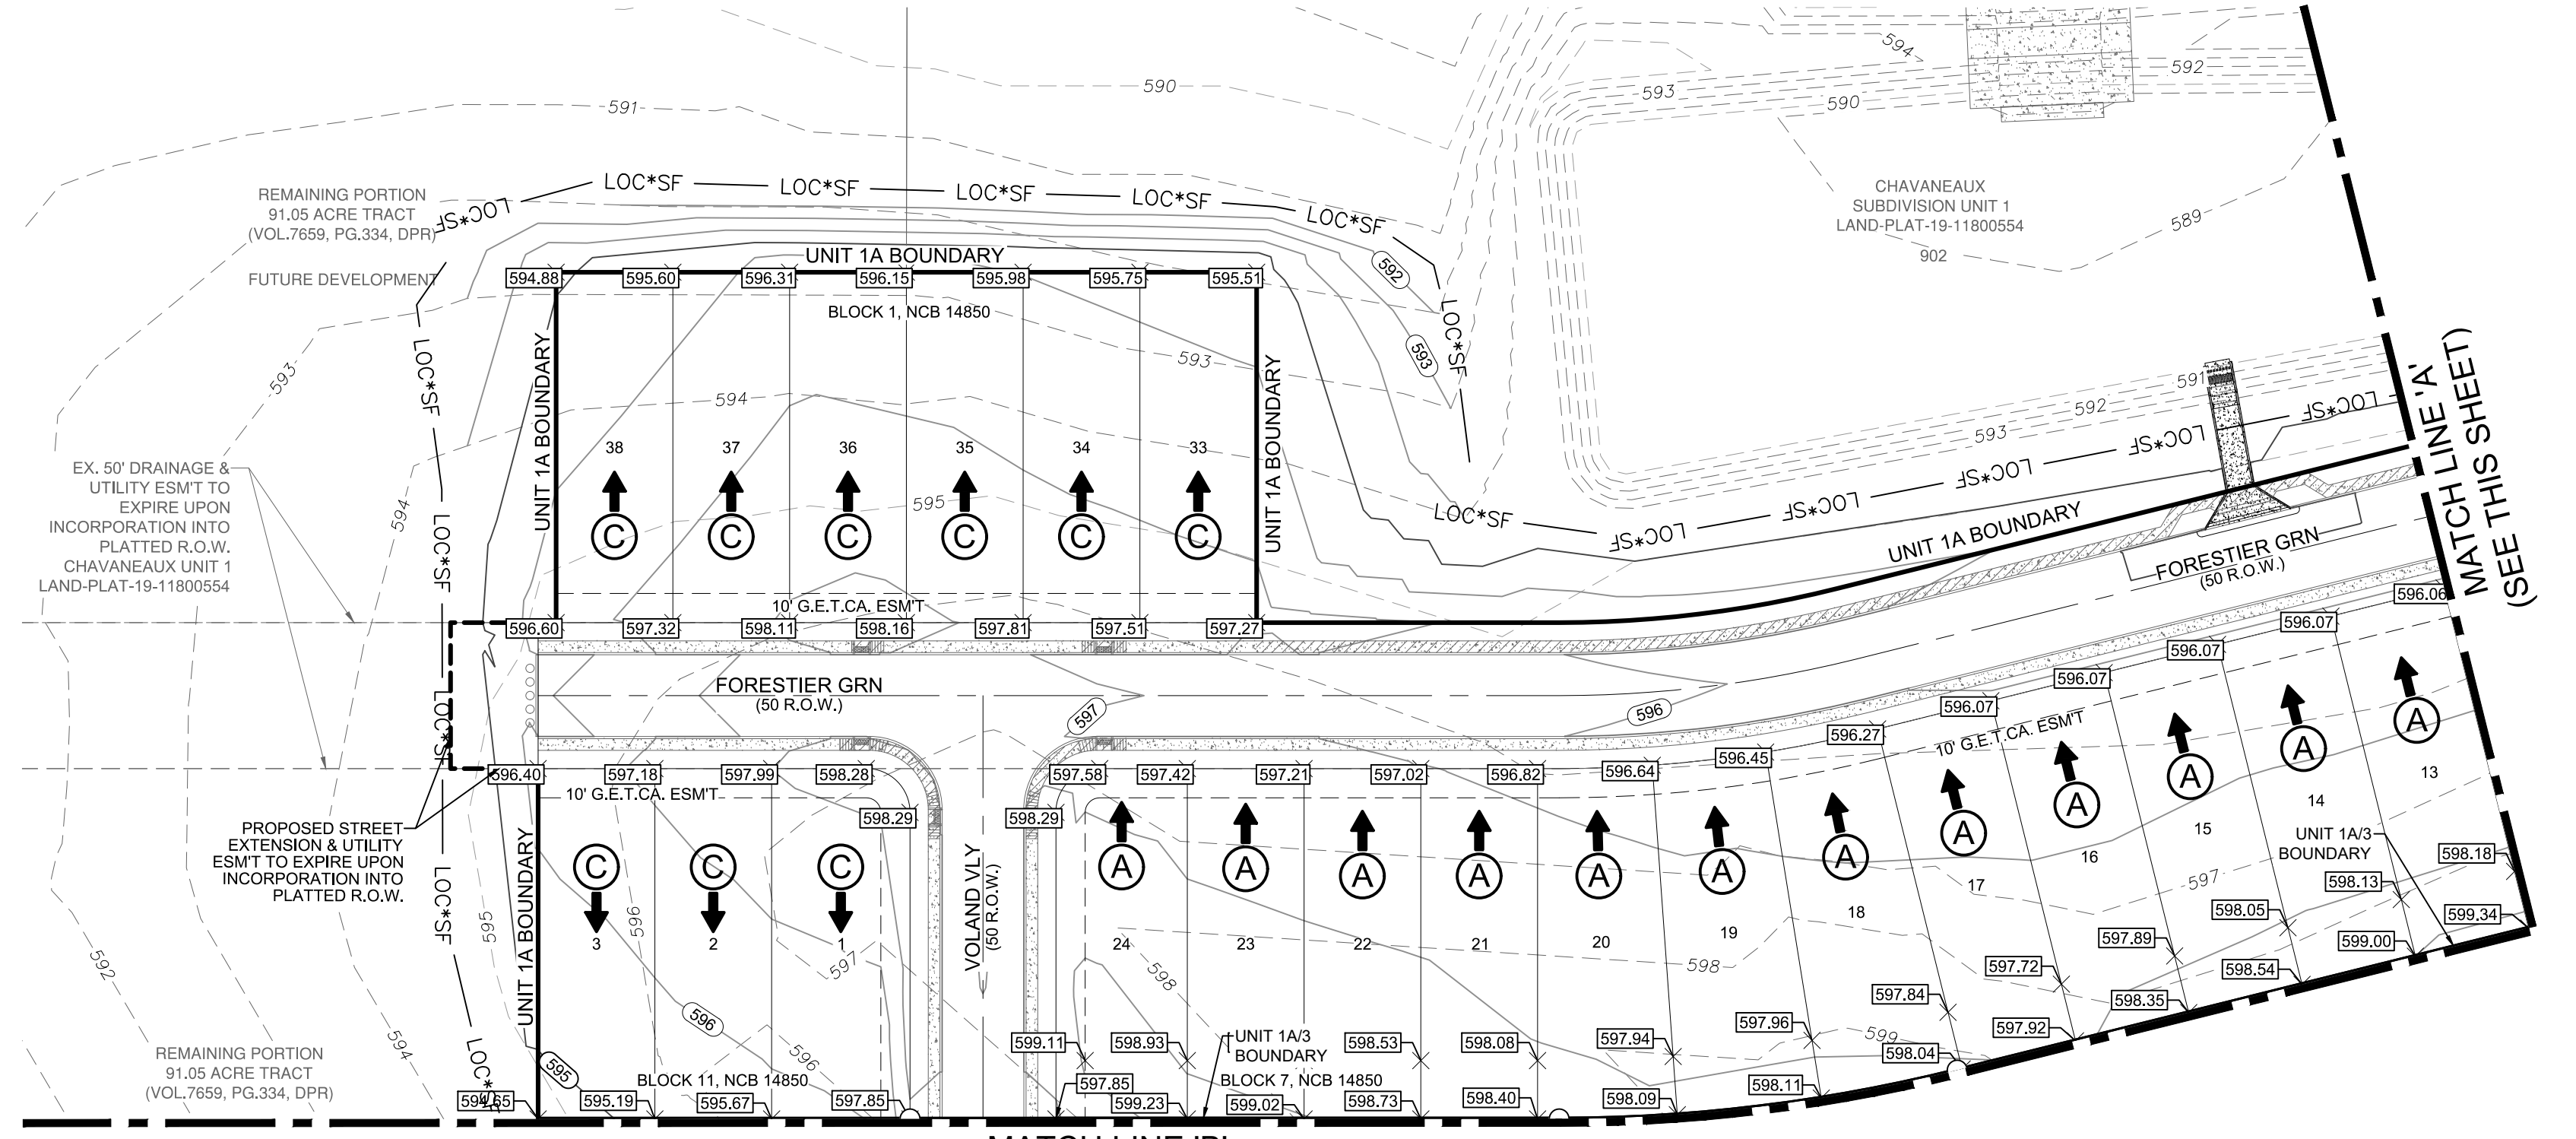 590
591
594
592
593
590
REMAINING PORTION
91.05 ACRE TRACT
(VOL.7659, PG.334, DPR)
FUTURE DEVELOPMENT
LOC*SF
LOC*SF
LOC*SF
LOC*SF
LOC*SF
LOC*SF
CHAVANEAUX
SUBDIVISION UNIT 1
LAND-PLAT-19-11800554
902
589
UNIT 1A BOUNDARY
592
594.88
595.60
596.31
596.15
595.98
595.75
595.51
BLOCK 1, NCB 14850
LOC*SF
593
593
593
594
LOC*SF
UNIT 1A BOUNDARY
UNIT 1A BOUNDARY
591
592
593
LOC*SF
LOC*SF
LOC*SF
LOC*SF
LOC*SF
LOC*SF
LOC*SF
MATCH LINE 'A'
(SEE THIS SHEET)
38
37
36
35
34
33
595
C
C
C
C
C
C
EX. 50' DRAINAGE &
UTILITY ESM'T TO
EXPIRE UPON
INCORPORATION INTO
PLATTED R.O.W.
CHAVANEAUX UNIT 1
LAND-PLAT-19-11800554
594
LOC*SF
UNIT 1A BOUNDARY
FORESTIER GRN
(50 R.O.W.)
10' G.E.T.CA. ESM'T
596.60
597.32
598.11
598.16
597.81
597.51
597.27
596.06
596.07
596.07
596.07
596.07
596.27
596.45
596.64
FORESTIER GRN
(50 R.O.W.)
597
596
LOC*SF
10' G.E.T.CA. ESM'T
596.40
597.18
597.99
598.28
597.58
597.42
597.21
597.02
596.82
10' G.E.T.CA. ESM'T
598.29
598.29
PROPOSED STREET
EXTENSION & UTILITY
ESM'T TO EXPIRE UPON
INCORPORATION INTO
PLATTED R.O.W.
UNIT 1A BOUNDARY
LOC*SF
C
C
C
A
A
A
A
A
A
A
A
A
A
A
A
3
2
1
24
23
22
21
20
19
18
17
16
15
14
13
VOLAND VLY
(50 R.O.W.)
UNIT 1A/3
BOUNDARY
597
598.18
598.13
598.05
597.89
597.72
597.84
597.96
597.94
599.34
599.00
598.54
598.35
597.92
598.04
598.11
598.09
592
595
596
597
598
598
599
596
594
596
595
LOC*SF
599.11
598.93
598.53
598.08
UNIT 1A/3
BOUNDARY
REMAINING PORTION
91.05 ACRE TRACT
(VOL.7659, PG.334, DPR)
BLOCK 11, NCB 14850
BLOCK 7, NCB 14850
594.65
595.19
595.67
597.85
597.85
599.23
599.02
598.73
598.40
MATCH LINE 'B'